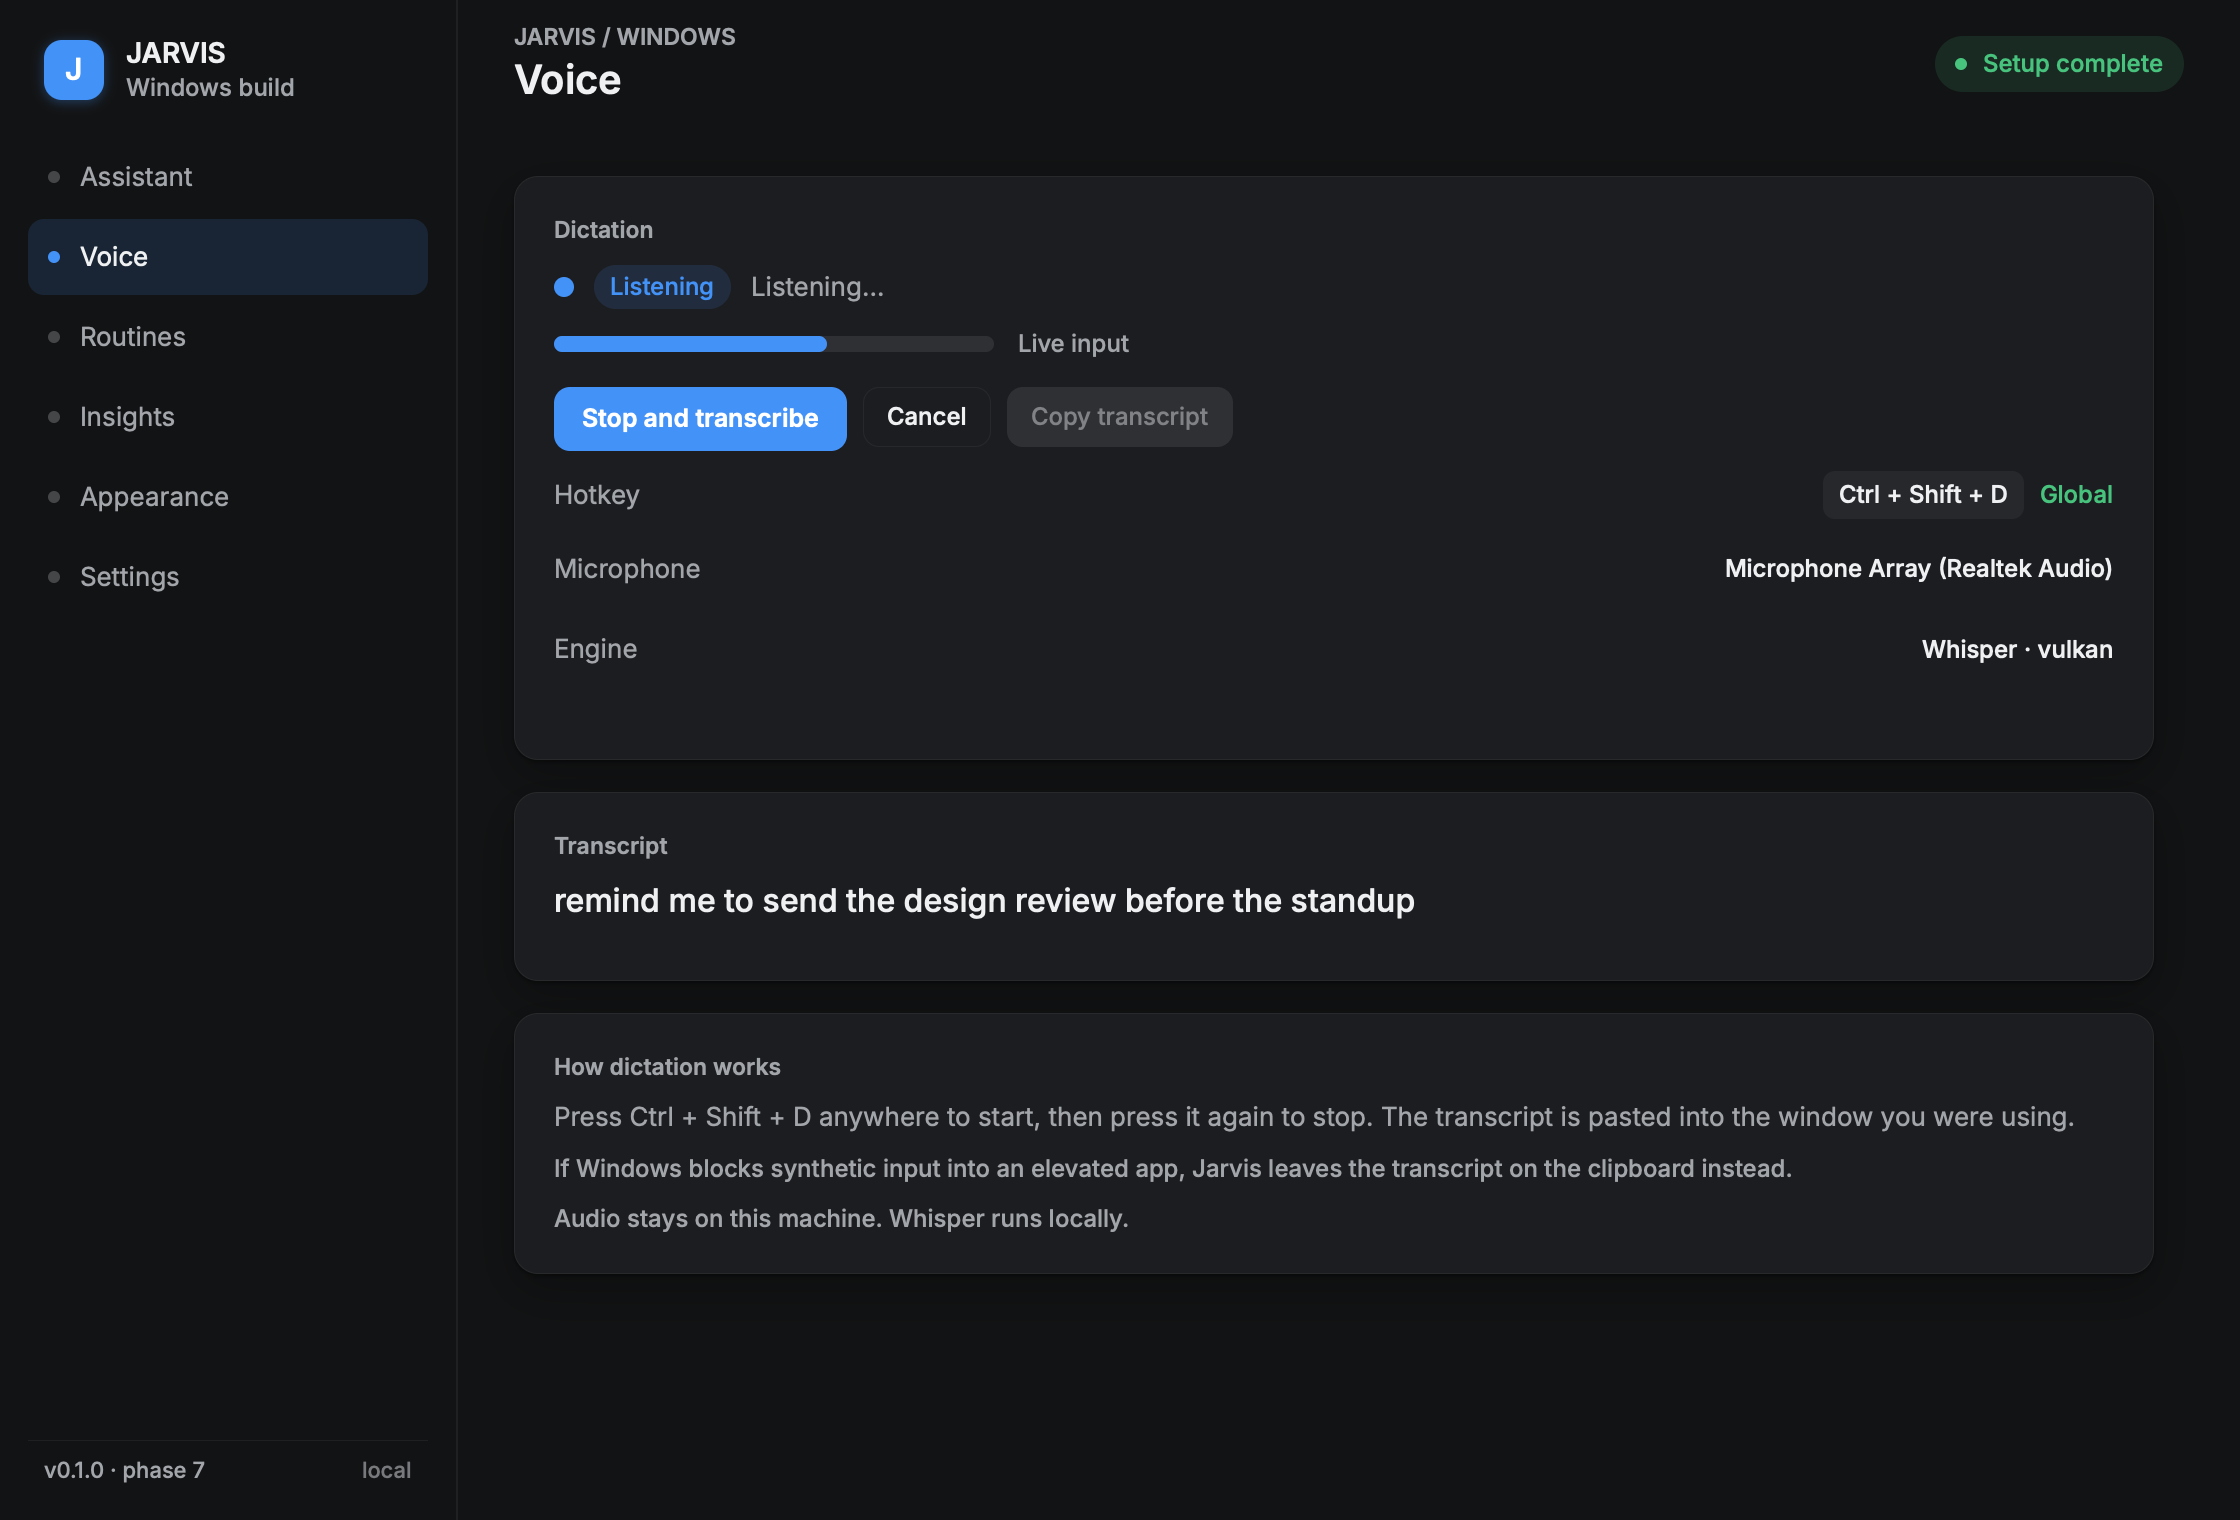 J
JARVIS
Windows build
Assistant
Voice
Routines
Insights
Appearance
Settings
v0.1.0 · phase 7
local
JARVIS / WINDOWS
Voice
Setup complete
Dictation
Listening Listening...
Live input
Stop and transcribe Cancel Copy transcript
Hotkey Ctrl + Shift + D Global
Microphone Microphone Array (Realtek Audio)
Engine Whisper · vulkan
Transcript
remind me to send the design review before the standup
How dictation works
Press Ctrl + Shift + D anywhere to start, then press it again to stop. The transcript is pasted into the window you were using.
If Windows blocks synthetic input into an elevated app, Jarvis leaves the transcript on the clipboard instead.
Audio stays on this machine. Whisper runs locally.